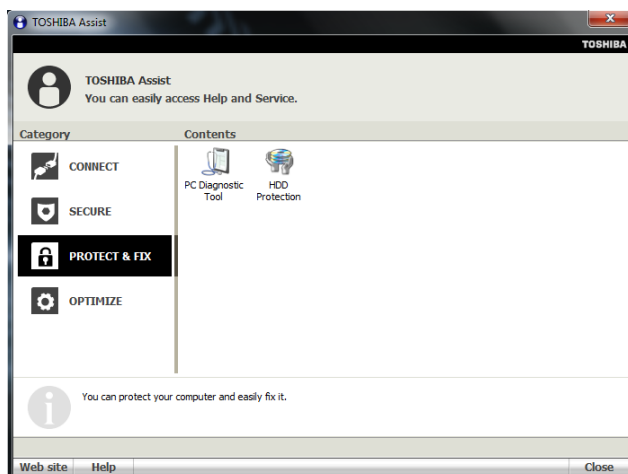 TOSHIBA Assist
TOSHIBA
TOSHIBA Assist
You can easily access Help and Service.
Category
Contents
CONNECT
SECURE
PROTECT & FIX
OPTIMIZE
PC Diagnostic
Tool
HDD
Protection
You can protect your computer and easily fix it.
Web site
Help
Close